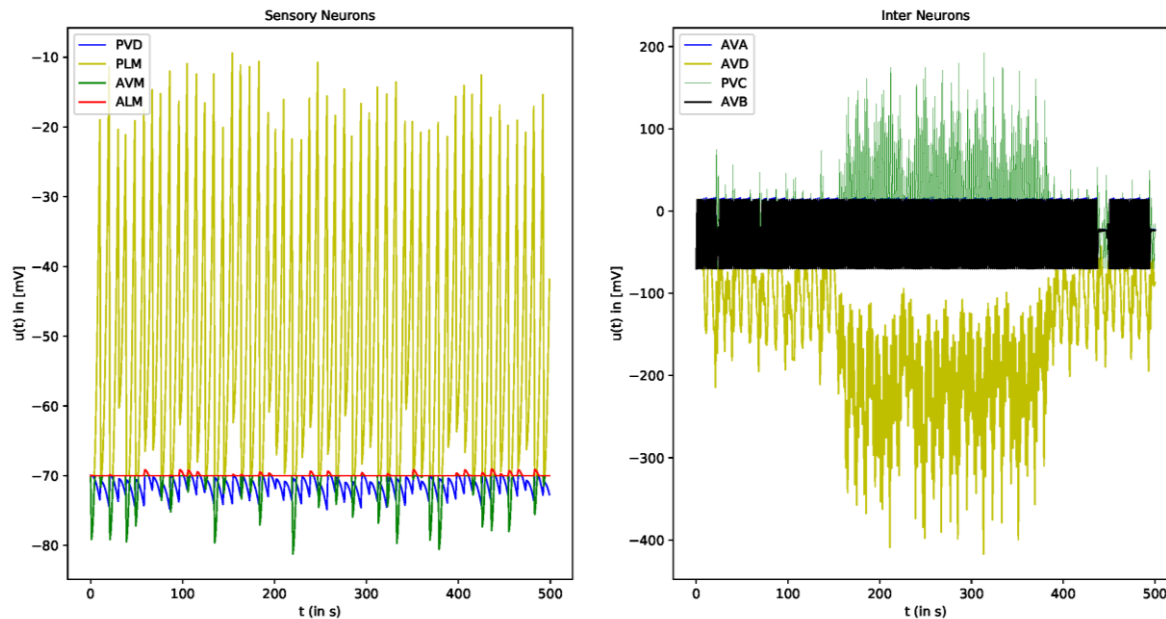 Sensory Neurons
PVD
PLM
AVM
ALM
−10
−20
−30
−40
−50
−60
−70
−80
u(t) in [mV]
0
100
200
300
400
500
t (in s)
Inter Neurons
AVA
AVD
PVC
AVB
200
100
0
−100
−200
−300
−400
u(t) in [mV]
0
100
200
300
400
500
t (in s)